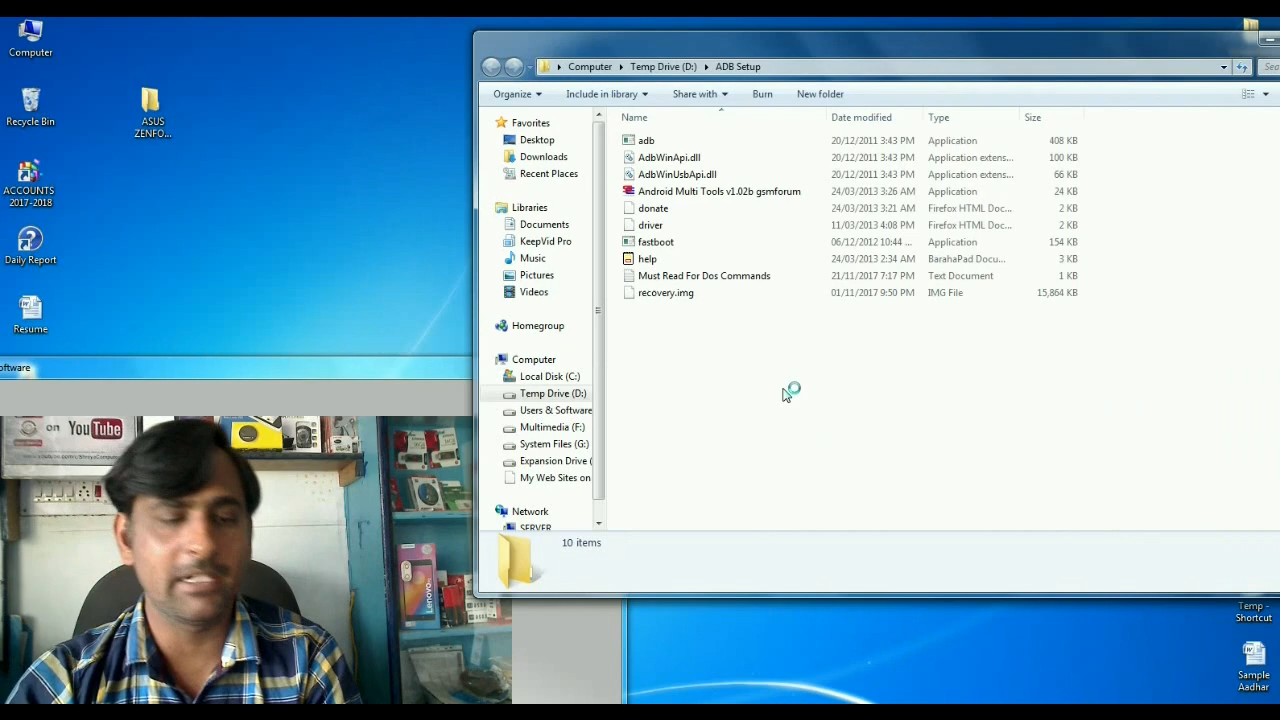 Computer
Recycle Bin
ACCOUNTS
2017-2018
Daily Report
Resume
ASUS
ZENFO...
oftware
Computer
Temp Drive (D:)
ADB Setup
Sea
Organize
Include in library
Share with
Burn
New folder
Favorites
Desktop
Downloads
Recent Places
Libraries
Documents
KeepVid Pro
Music
Pictures
Videos
Homegroup
Computer
Local Disk (C:)
Temp Drive (D:)
Users & Software
Multimedia (F:)
System Files (G:)
Expansion Drive (
My Web Sites on
Network
SERVER
Name Date modified Type Size
adb 20/12/2011 3:43 PM Application 408 KB
AdbWinApi.dll 20/12/2011 3:43 PM Application extens... 100 KB
AdbWinUsbApi.dll 20/12/2011 3:43 PM Application extens... 66 KB
Android Multi Tools v1.02b gsmforum 24/03/2013 3:26 AM Application 24 KB
donate 24/03/2013 3:21 AM Firefox HTML Doc... 2 KB
driver 11/03/2013 4:08 PM Firefox HTML Doc... 2 KB
fastboot 06/12/2012 10:44 ... Application 154 KB
help 24/03/2013 2:34 AM BarahaPad Docu... 3 KB
Must Read For Dos Commands 21/11/2017 7:17 PM Text Document 1 KB
recovery.img 01/11/2017 9:50 PM IMG File 15,864 KB
10 items
on YouTube
Lenovo
Temp -
Shortcut
Sample
Aadhar